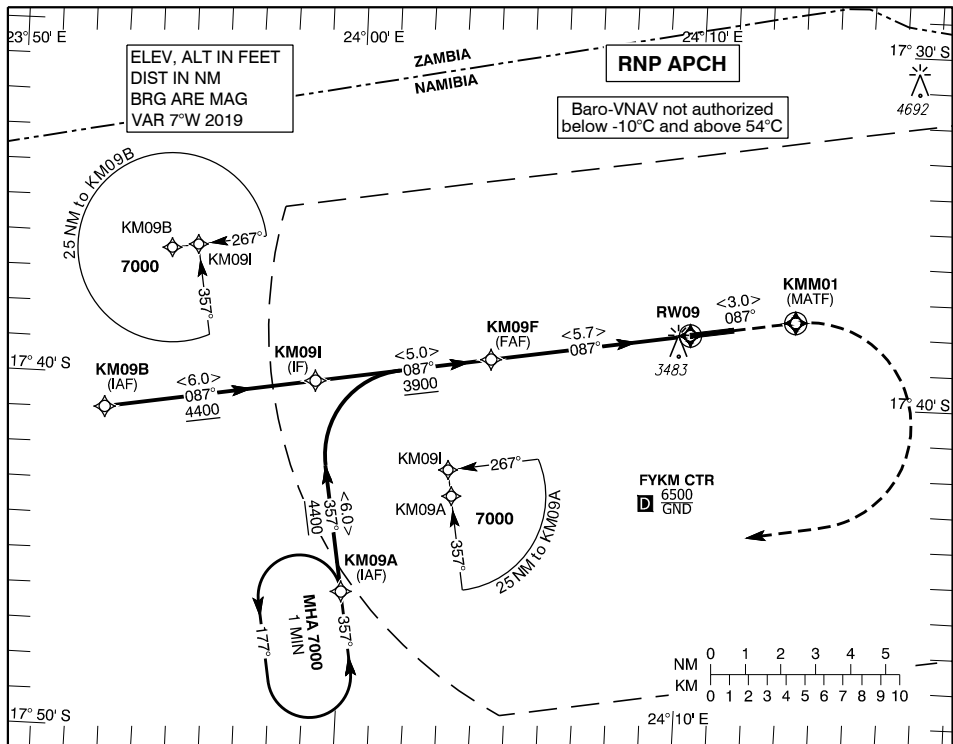 23°50' E
24°00' E
24°10' E
17°30' S
ELEV, ALT IN FEET
DIST IN NM
BRG ARE MAG
VAR 7°W 2019
ZAMBIA
NAMIBIA
RNP APCH
4692
Baro-VNAV not authorized
below -10°C and above 54°C
25 NM to KM09B
KM09B
KM09I
267°
7000
357°
KMM01
(MATF)
<3.0>
087°
RW09
3483
KM09F
(FAF)
<5.7>
087°
KM09I
(IF)
<5.0>
087°
3900
17°40' S
KM09B
(IAF)
<6.0>
087°
4400
17°40' S
KM09I
267°
KM09A
7000
357°
25 NM to KM09A
FYKM CTR
D
6500
GND
<6.0>
357°
4400
KM09A
(IAF)
MHA 7000
1 MIN
177°
357°
NM 0 1 2 3 4 5
KM 0 1 2 3 4 5 6 7 8 9 10
17°50' S
24°10' E